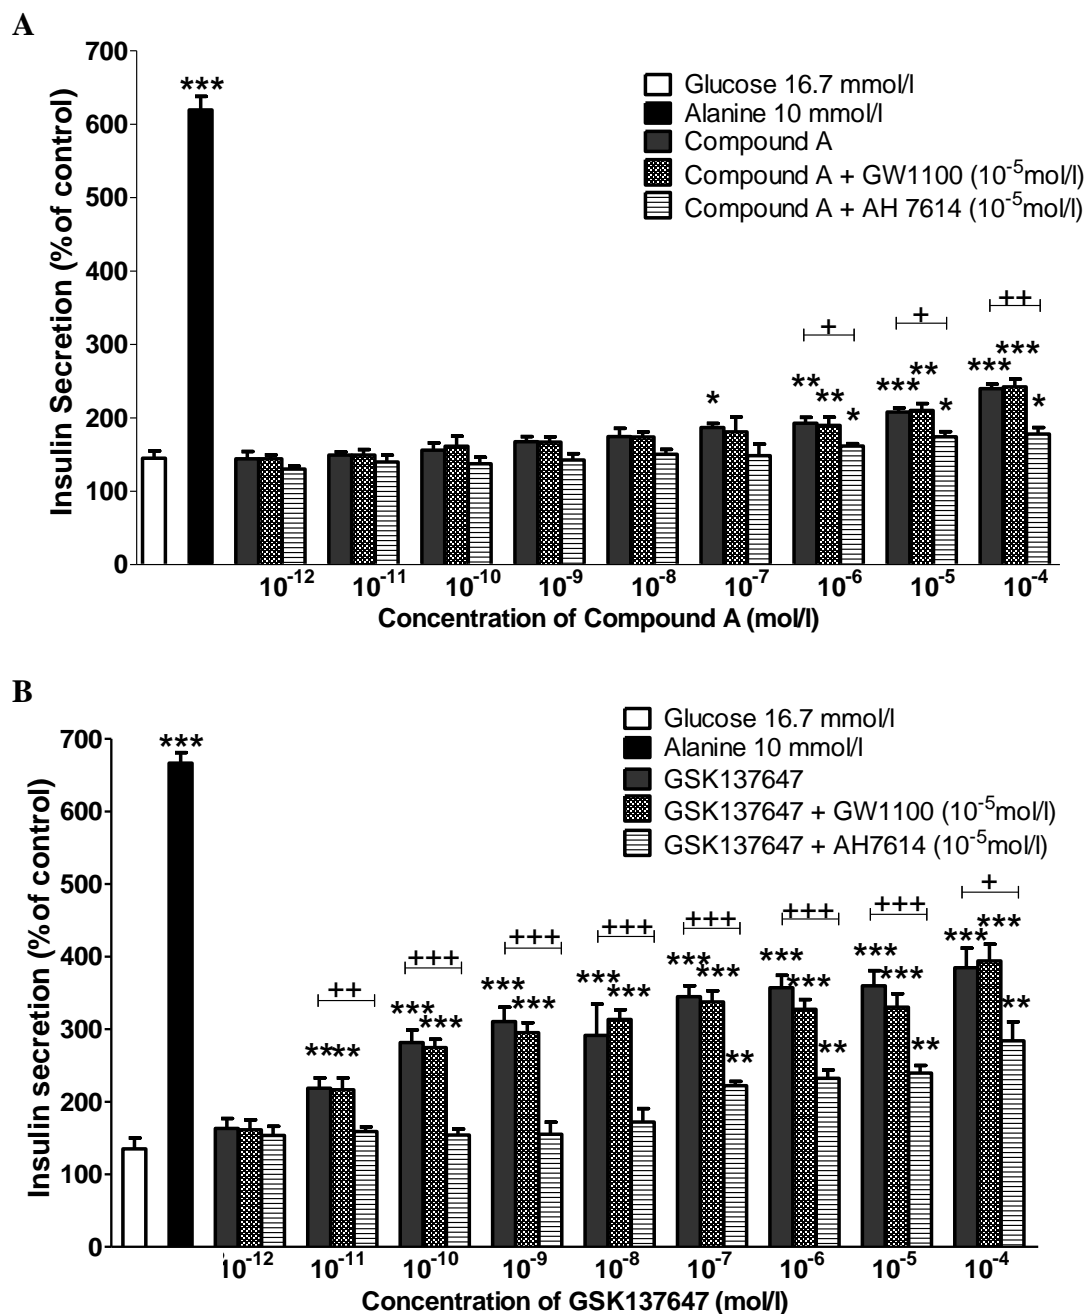 A
700
600
500
400
300
200
100
0
Insulin Secretion (% of control)
***
Glucose 16.7 mmol/l
Alanine 10 mmol/l
Compound A
Compound A + GW1100 (10⁻⁵mol/l)
Compound A + AH 7614 (10⁻⁵mol/l)
*
** ** * +
*** ** * +
*** *** * ++
10⁻¹² 10⁻¹¹ 10⁻¹⁰ 10⁻⁹ 10⁻⁸ 10⁻⁷ 10⁻⁶ 10⁻⁵ 10⁻⁴
Concentration of Compound A (mol/l)
B
700
600
500
400
300
200
100
0
Insulin secretion (% of control)
***
Glucose 16.7 mmol/l
Alanine 10 mmol/l
GSK137647
GSK137647 + GW1100 (10⁻⁵mol/l)
GSK137647 + AH7614 (10⁻⁵mol/l)
** ** ++
*** *** +++
*** *** +++
*** *** +++
*** *** ** +++
*** *** ** +++
*** *** ** +++
*** *** ** +
10⁻¹² 10⁻¹¹ 10⁻¹⁰ 10⁻⁹ 10⁻⁸ 10⁻⁷ 10⁻⁶ 10⁻⁵ 10⁻⁴
Concentration of GSK137647 (mol/l)